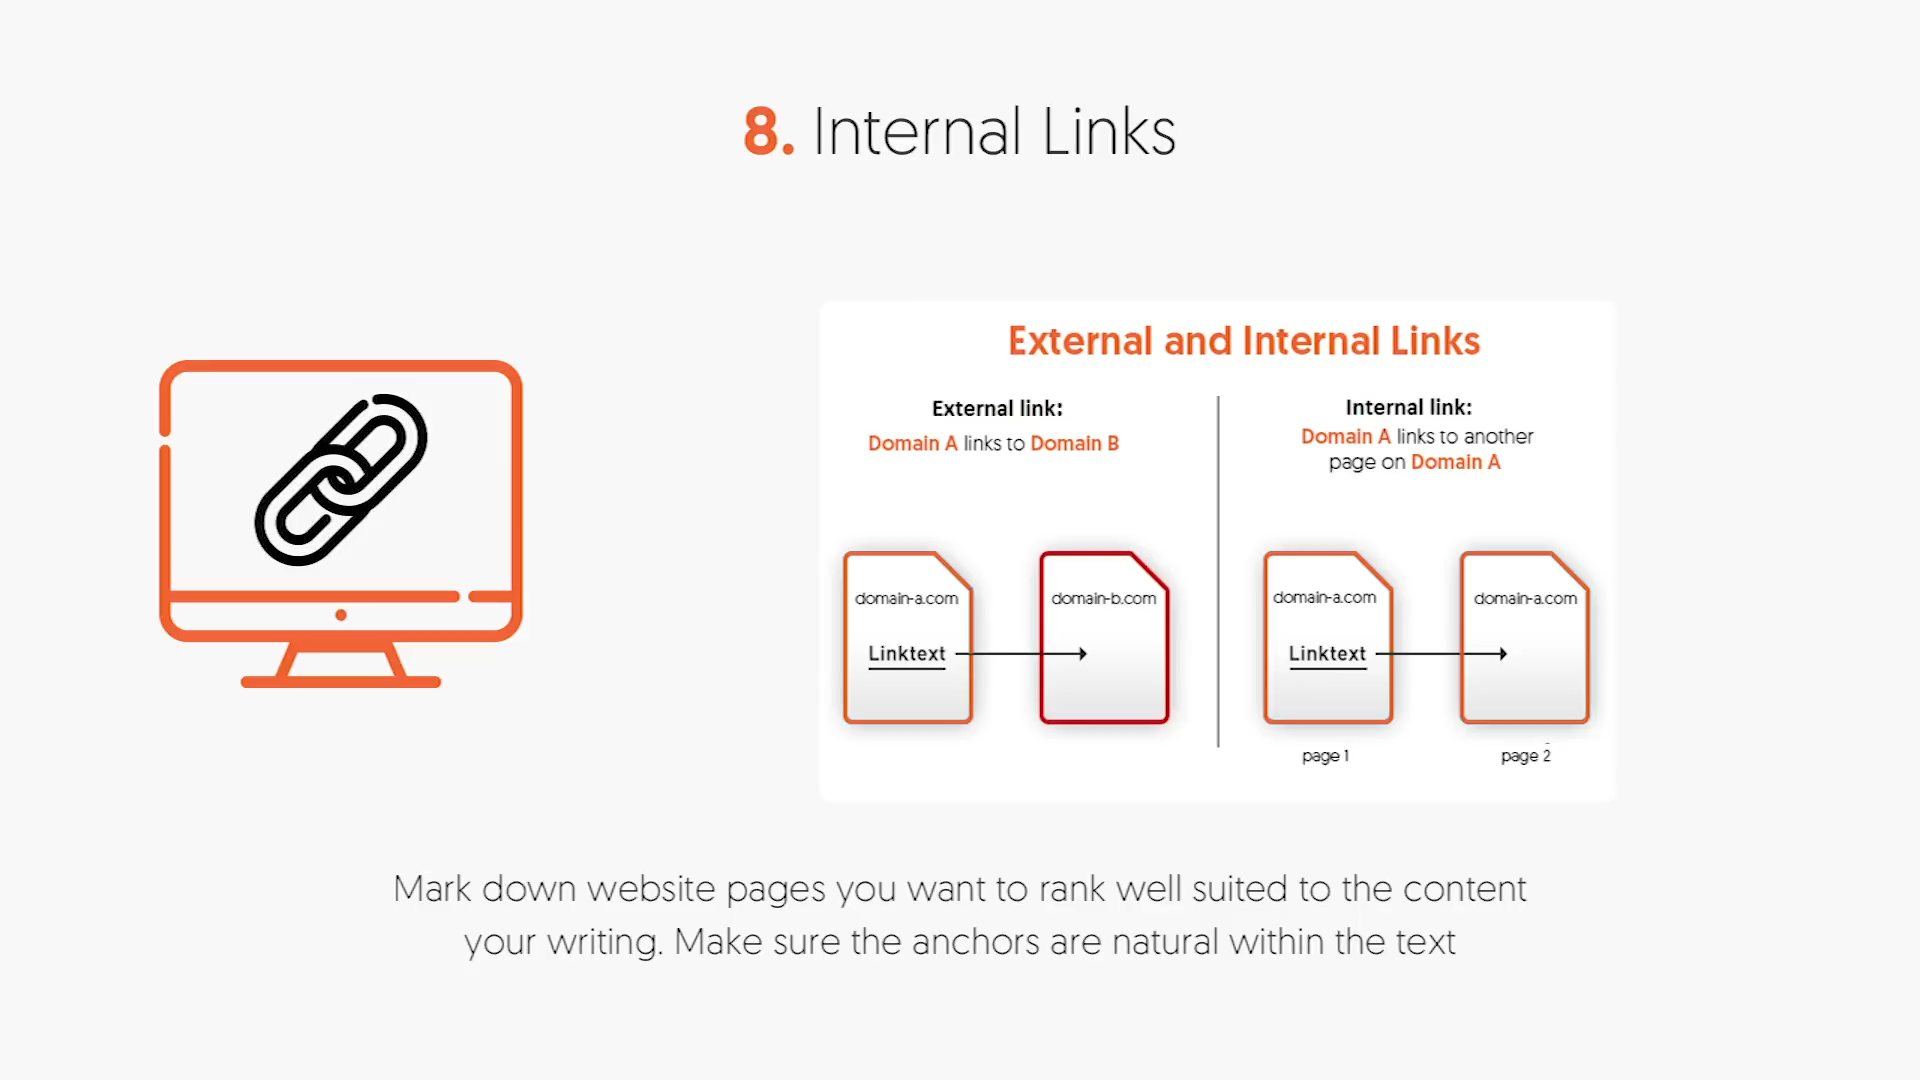 8. Internal Links
External and Internal Links
External link:
Domain A links to Domain B
Internal link:
Domain A links to another
page on Domain A
domain-a.com
domain-b.com
Linktext
domain-a.com
domain-a.com
Linktext
page 1
page 2
Mark down website pages you want to rank well suited to the content
your writing. Make sure the anchors are natural within the text